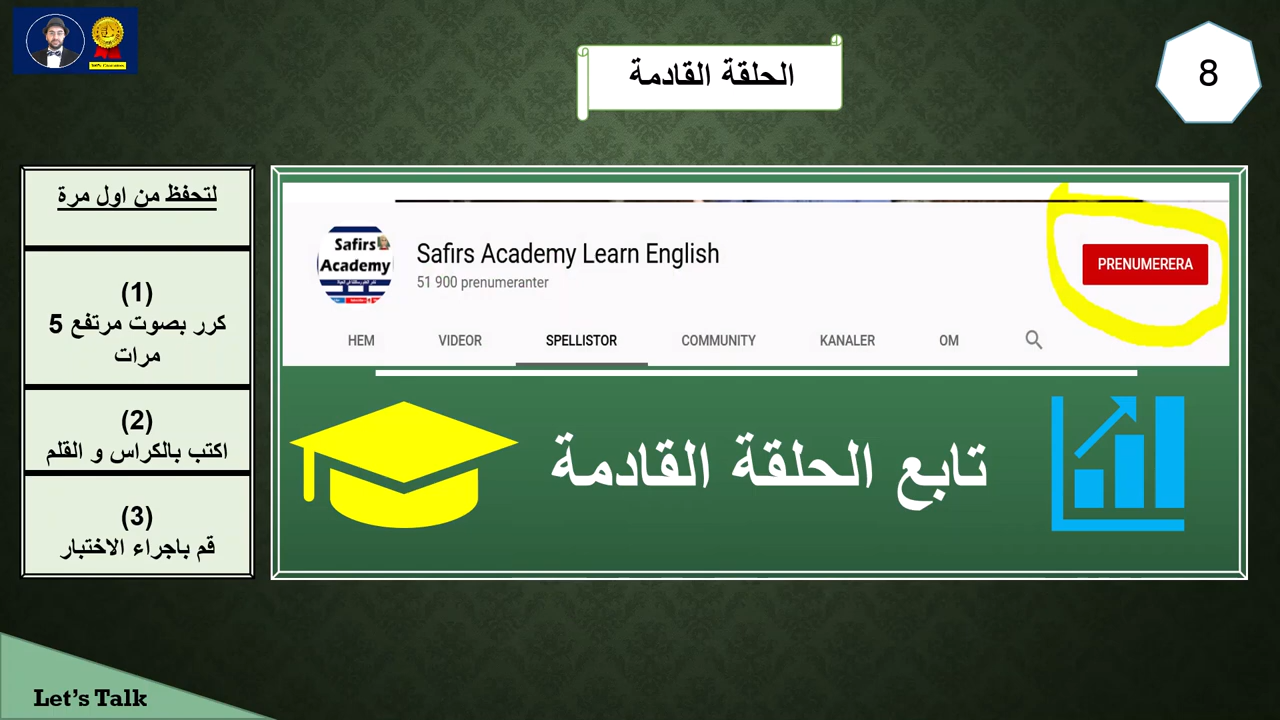 الحلقة القادمة
8
لتحفظ من اول مرة
(1)
كرر بصوت مرتفع 5
مرات
(2)
اكتب بالكراس و القلم
(3)
قم باجراء الاختبار
Safirs
Academy
Safirs Academy Learn English
51 900 prenumeranter
PRENUMERERA
HEM VIDEOR SPELLISTOR COMMUNITY KANALER OM
تابع الحلقة القادمة
Let's Talk